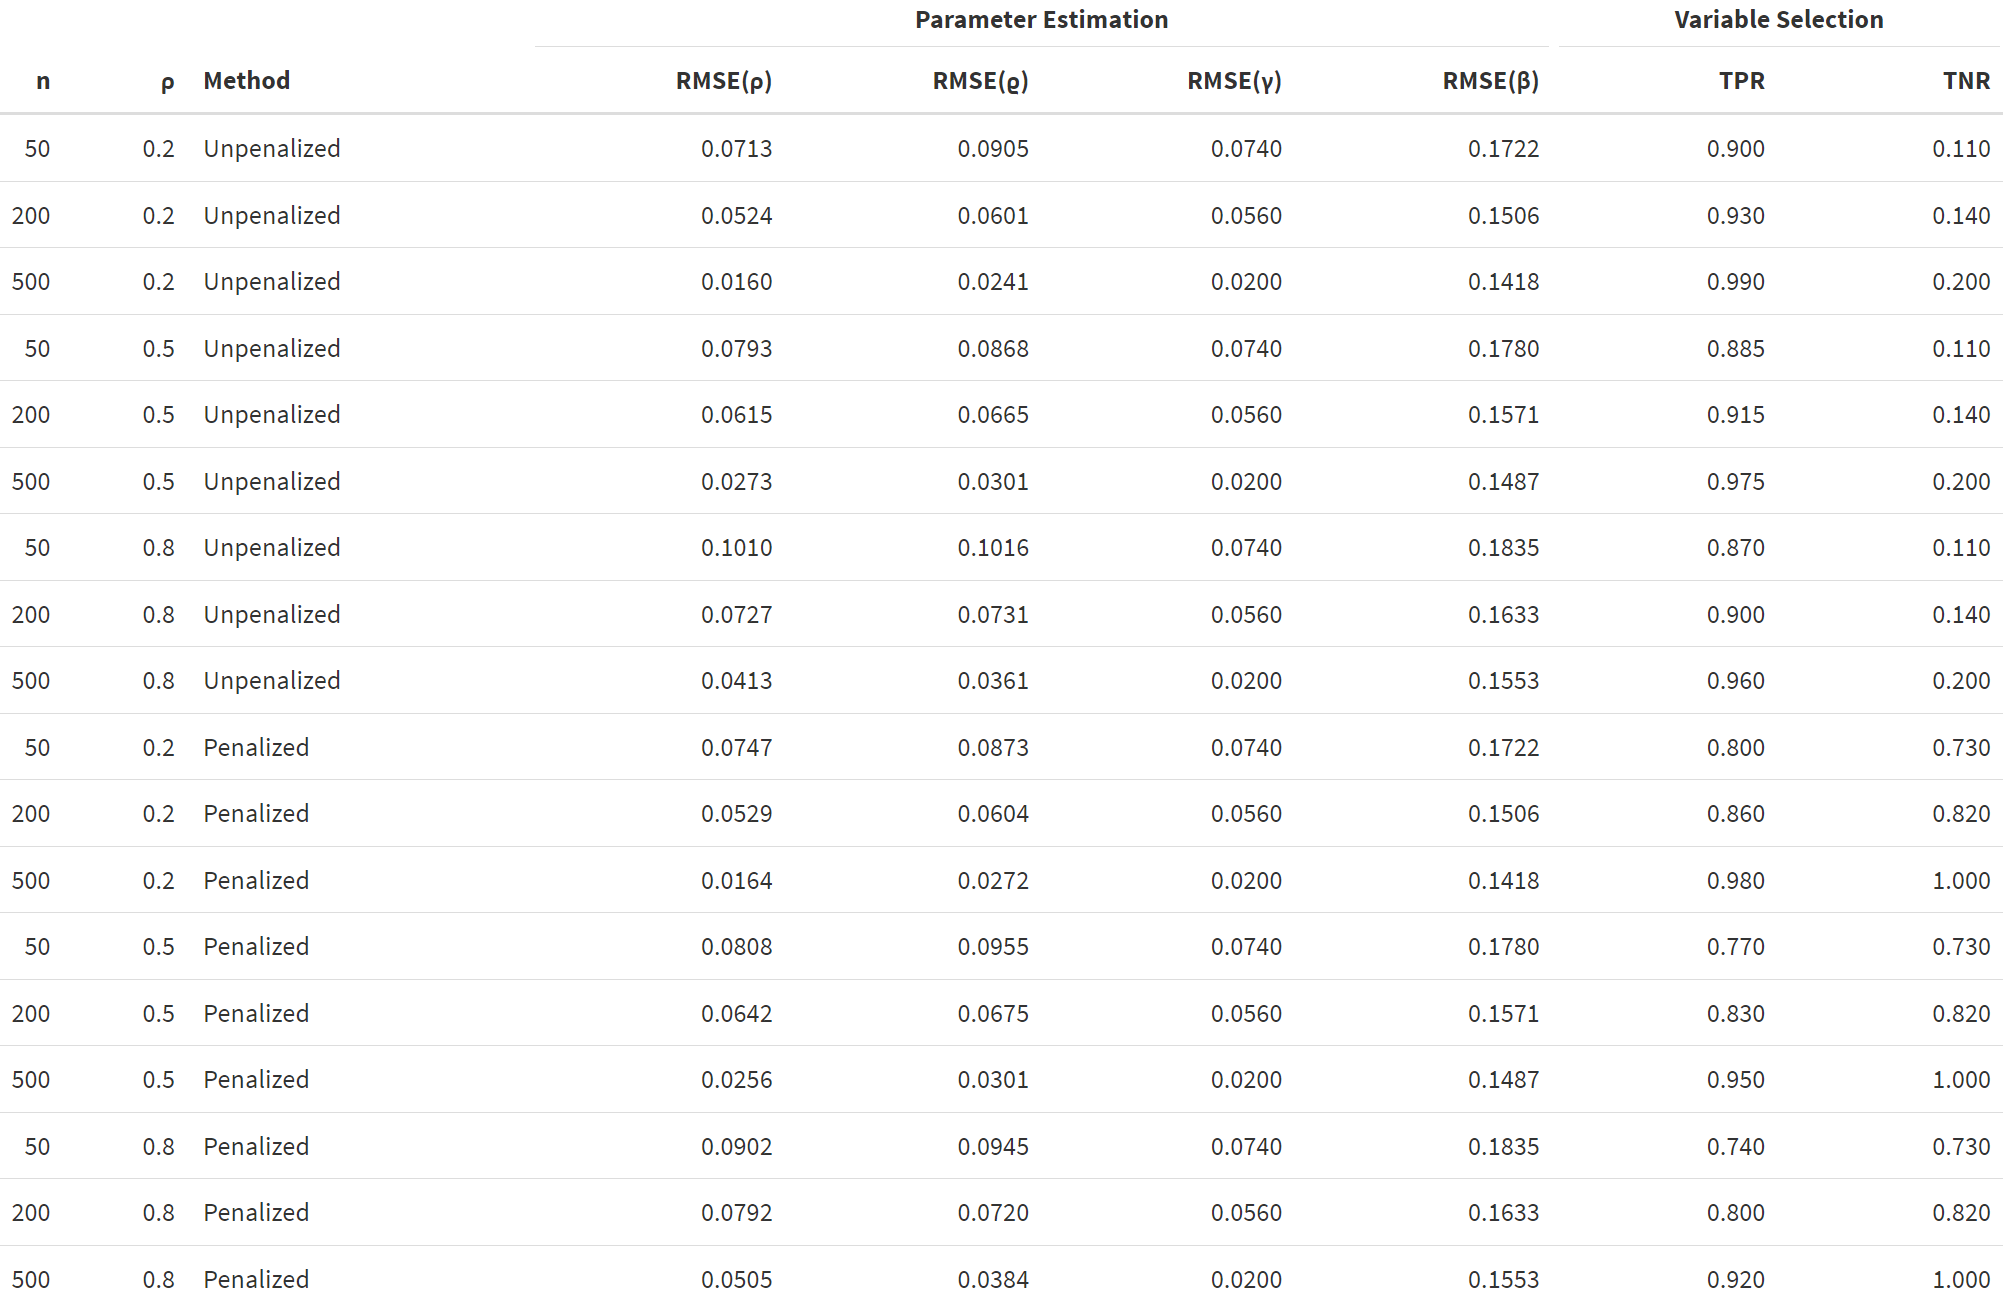 Parameter Estimation Variable Selection
n ρ Method RMSE(ρ) RMSE(ϱ) RMSE(γ) RMSE(β) TPR TNR
50 0.2 Unpenalized 0.0713 0.0905 0.0740 0.1722 0.900 0.110
200 0.2 Unpenalized 0.0524 0.0601 0.0560 0.1506 0.930 0.140
500 0.2 Unpenalized 0.0160 0.0241 0.0200 0.1418 0.990 0.200
50 0.5 Unpenalized 0.0793 0.0868 0.0740 0.1780 0.885 0.110
200 0.5 Unpenalized 0.0615 0.0665 0.0560 0.1571 0.915 0.140
500 0.5 Unpenalized 0.0273 0.0301 0.0200 0.1487 0.975 0.200
50 0.8 Unpenalized 0.1010 0.1016 0.0740 0.1835 0.870 0.110
200 0.8 Unpenalized 0.0727 0.0731 0.0560 0.1633 0.900 0.140
500 0.8 Unpenalized 0.0413 0.0361 0.0200 0.1553 0.960 0.200
50 0.2 Penalized 0.0747 0.0873 0.0740 0.1722 0.800 0.730
200 0.2 Penalized 0.0529 0.0604 0.0560 0.1506 0.860 0.820
500 0.2 Penalized 0.0164 0.0272 0.0200 0.1418 0.980 1.000
50 0.5 Penalized 0.0808 0.0955 0.0740 0.1780 0.770 0.730
200 0.5 Penalized 0.0642 0.0675 0.0560 0.1571 0.830 0.820
500 0.5 Penalized 0.0256 0.0301 0.0200 0.1487 0.950 1.000
50 0.8 Penalized 0.0902 0.0945 0.0740 0.1835 0.740 0.730
200 0.8 Penalized 0.0792 0.0720 0.0560 0.1633 0.800 0.820
500 0.8 Penalized 0.0505 0.0384 0.0200 0.1553 0.920 1.000